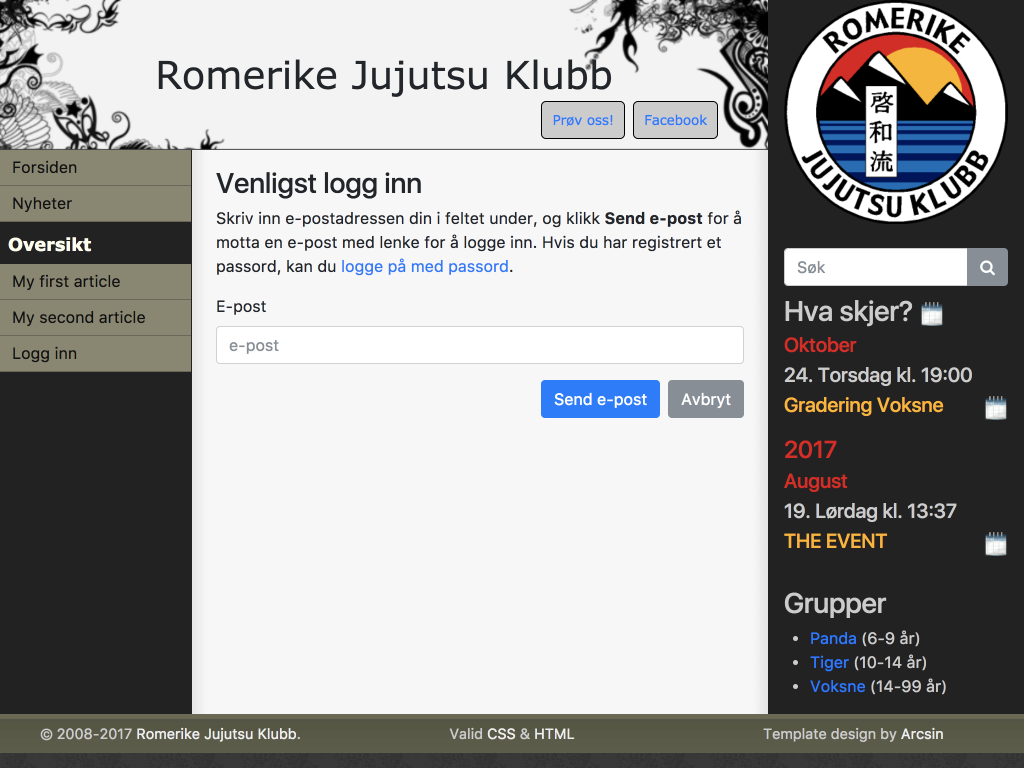 Romerike Jujutsu Klubb
Prøv oss!
Facebook
ROMERIKE
啓和流
JUJUTSU KLUBB
Forsiden
Nyheter
Oversikt
My first article
My second article
Logg inn
Venligst logg inn
Skriv inn e-postadressen din i feltet under, og klikk Send e-post for å
motta en e-post med lenke for å logge inn. Hvis du har registrert et
passord, kan du logge på med passord.
E-post
e-post
Send e-post
Avbryt
Søk
Hva skjer?
Oktober
24. Torsdag kl. 19:00
Gradering Voksne
2017
August
19. Lørdag kl. 13:37
THE EVENT
Grupper
• Panda (6-9 år)
• Tiger (10-14 år)
• Voksne (14-99 år)
© 2008-2017 Romerike Jujutsu Klubb.
Valid CSS & HTML
Template design by Arcsin